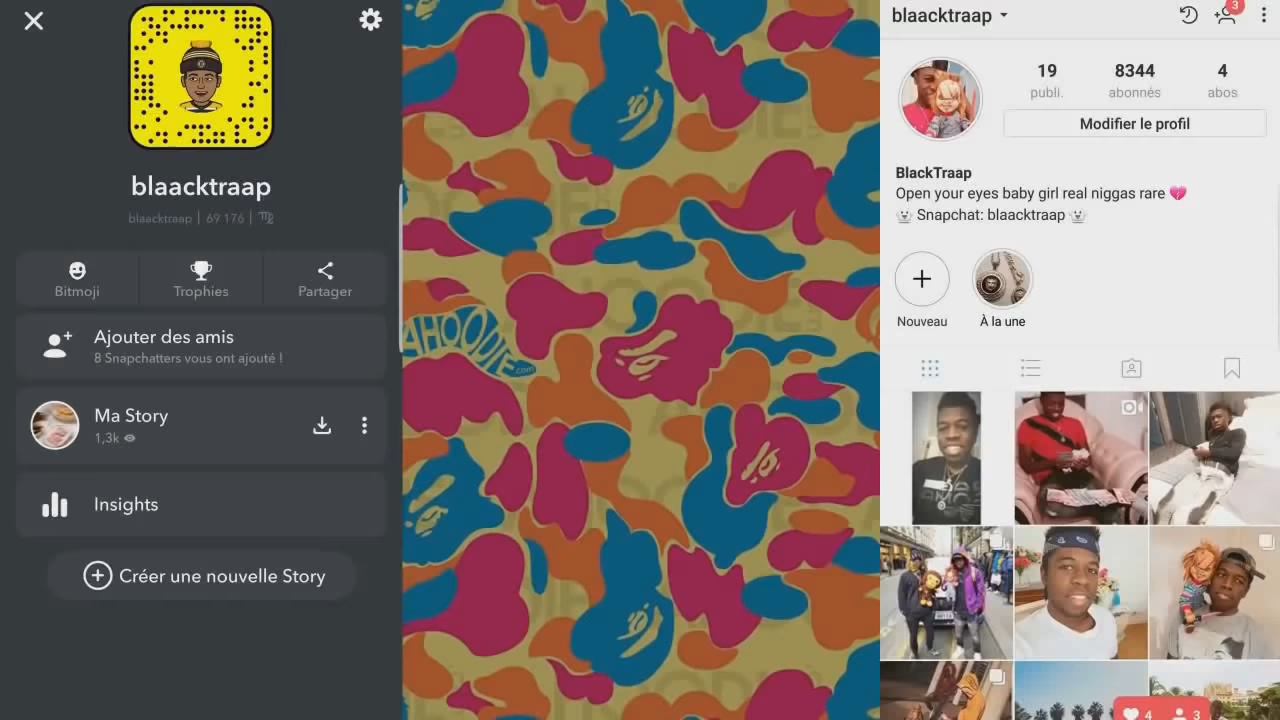 blaacktraap
blaacktraap | 69 176 | ♍
Bitmoji
Trophies
Partager
Ajouter des amis
8 Snapchatters vous ont ajouté !
Ma Story
1,3k
Insights
Créer une nouvelle Story
AHOODIE.com
blaacktraap
3
19
8344
4
publi.
abonnés
abos
Modifier le profil
BlackTraap
Open your eyes baby girl real niggas rare 💔
Snapchat: blaacktraap
Nouveau
À la une
4
3